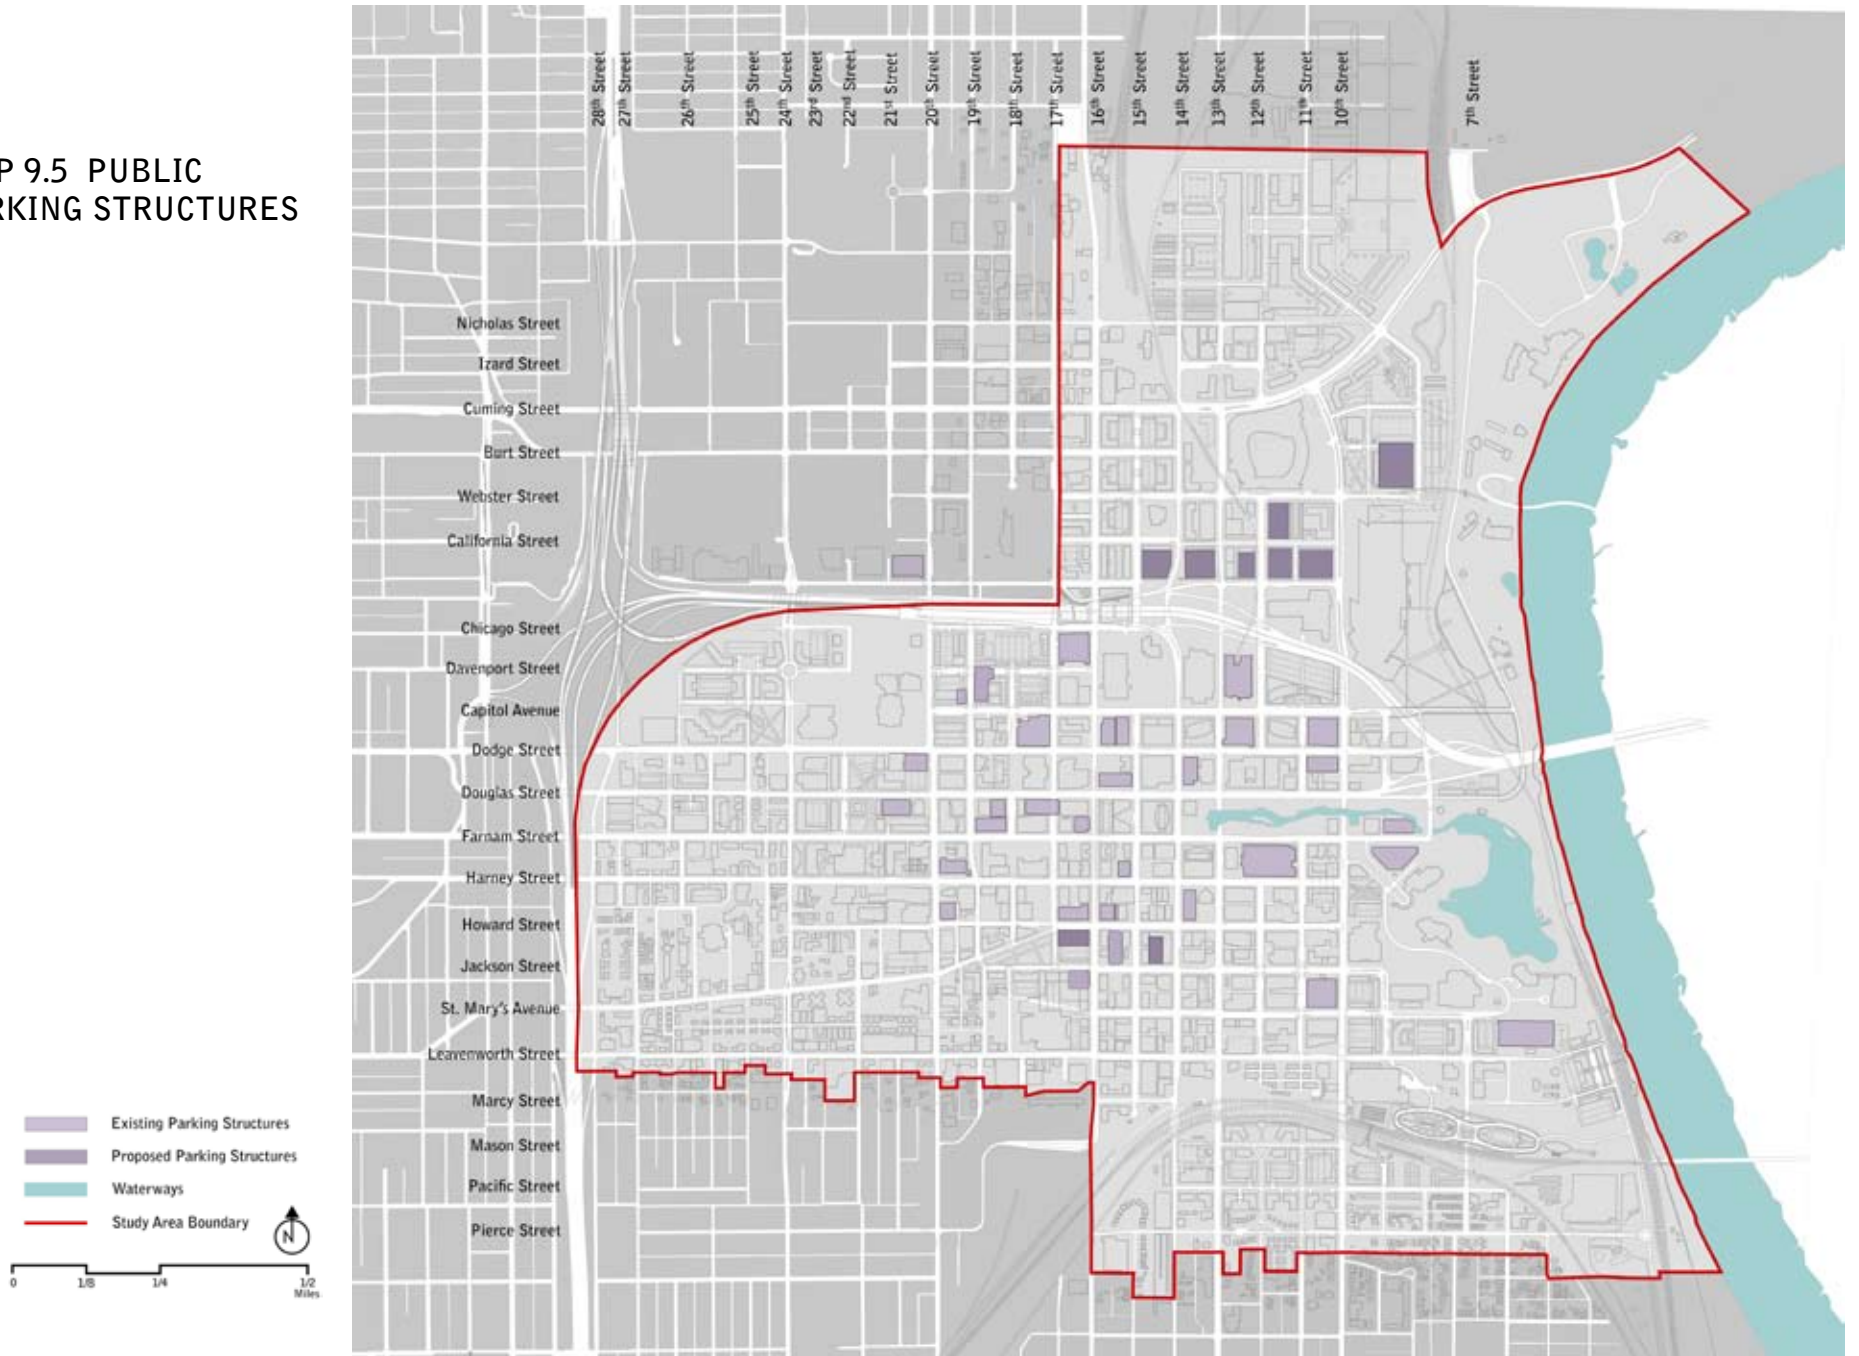 P 9.5 PUBLIC
RKING STRUCTURES
28th Street
27th Street
26th Street
25th Street
24th Street
23rd Street
22nd Street
21st Street
20th Street
19th Street
18th Street
17th Street
16th Street
15th Street
14th Street
13th Street
12th Street
11th Street
10th Street
7th Street
Nicholas Street
Izard Street
Cuming Street
Burt Street
Webster Street
California Street
Chicago Street
Davenport Street
Capitol Avenue
Dodge Street
Douglas Street
Farnam Street
Harney Street
Howard Street
Jackson Street
St. Mary's Avenue
Leavenworth Street
Marcy Street
Mason Street
Pacific Street
Pierce Street
Existing Parking Structures
Proposed Parking Structures
Waterways
Study Area Boundary
N
0 1/8 1/4 1/2
Miles